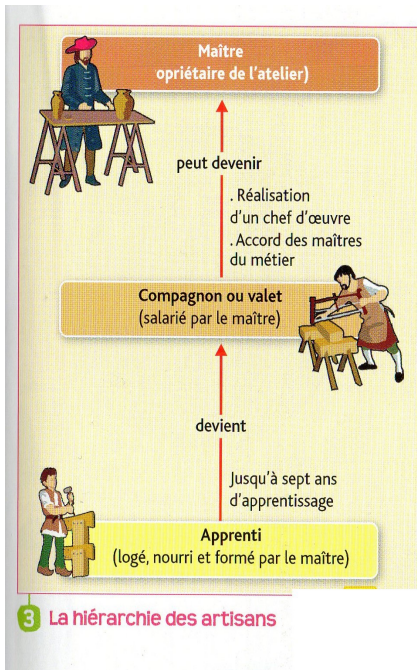 Maître
opriétaire de l'atelier)
peut devenir
. Réalisation
d'un chef d'œuvre
. Accord des maîtres
du métier
Compagnon ou valet
(salarié par le maître)
devient
Jusqu'à sept ans
d'apprentissage
Apprenti
(logé, nourri et formé par le maître)
3 La hiérarchie des artisans